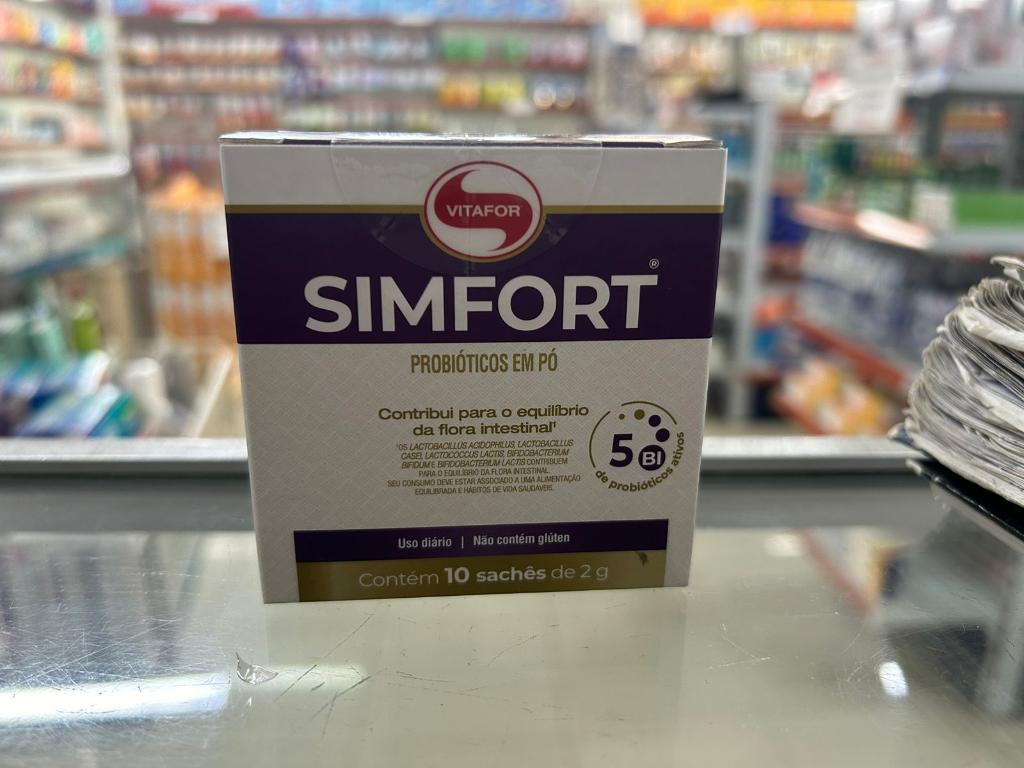 VITAFOR
SIMFORT®
PROBIÓTICOS EM PÓ
Contribui para o equilíbrio
da flora intestinal¹
¹OS LACTOBACILLUS ACIDOPHILUS, LACTOBACILLUS
CASEI, LACTOCOCCUS LACTIS, BIFIDOBACTERIUM
BIFIDUM E BIFIDOBACTERIUM LACTIS CONTRIBUEM
PARA O EQUILÍBRIO DA FLORA INTESTINAL.
SEU CONSUMO DEVE ESTAR ASSOCIADO A UMA ALIMENTAÇÃO
EQUILIBRADA E HÁBITOS DE VIDA SAUDÁVEIS.
5 BI
de probióticos ativos
Uso diário | Não contém glúten
Contém 10 sachês de 2 g